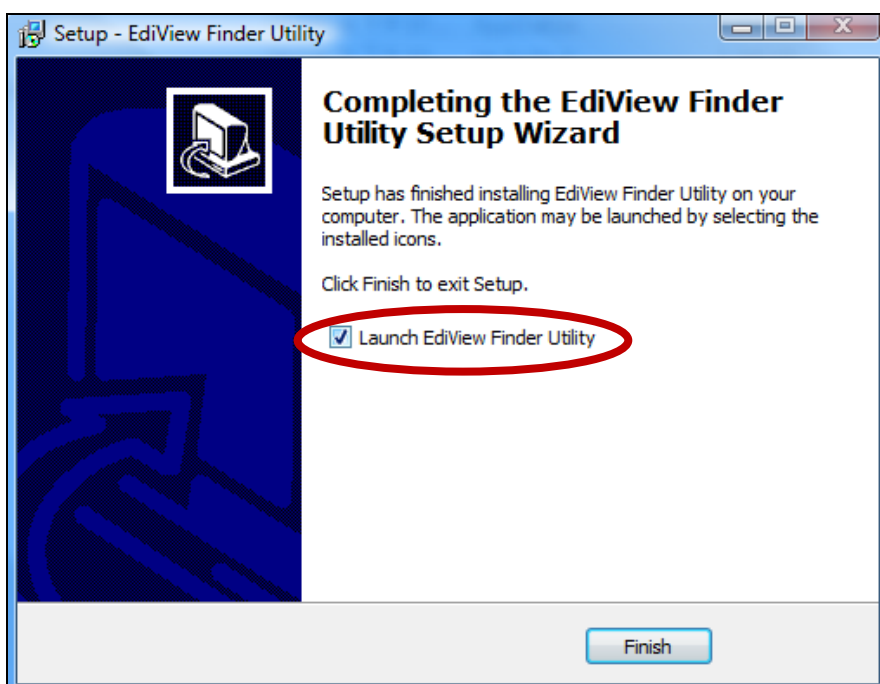 Setup - EdiView Finder Utility
Completing the EdiView Finder
Utility Setup Wizard
Setup has finished installing EdiView Finder Utility on your
computer. The application may be launched by selecting the
installed icons.
Click Finish to exit Setup.
Launch EdiView Finder Utility
Finish